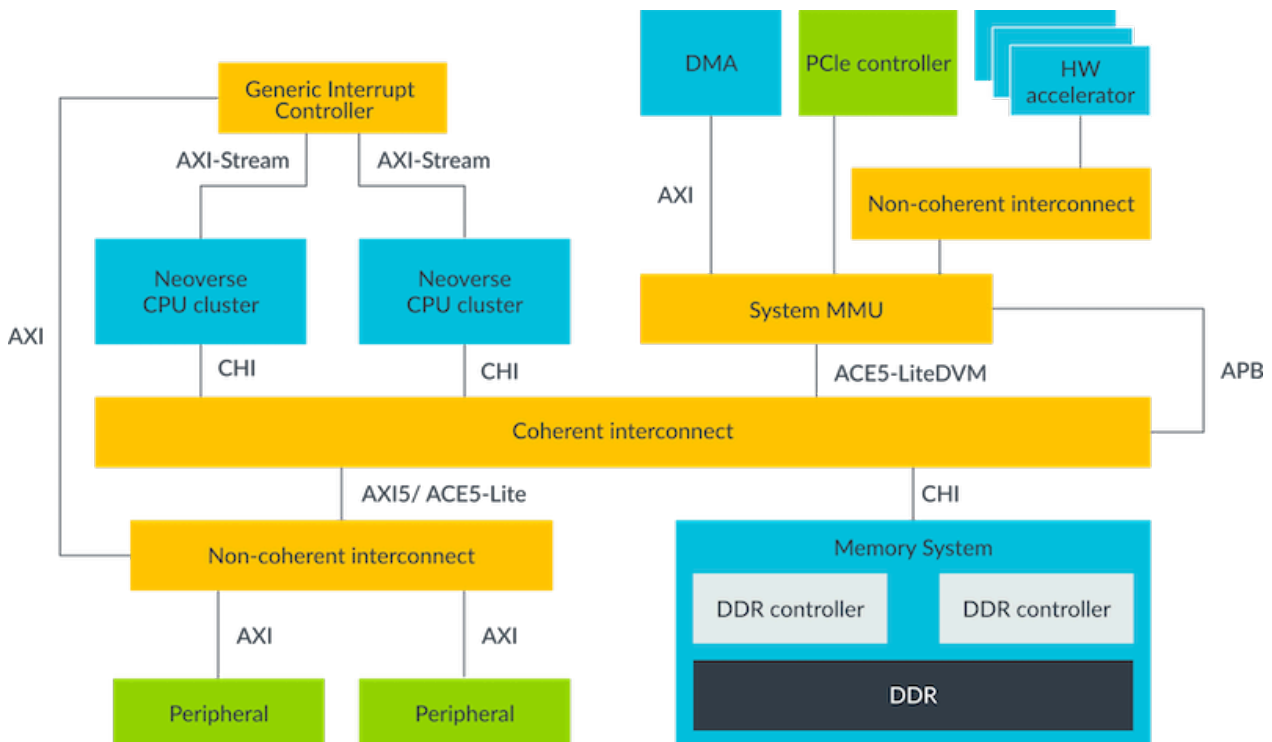 DMA
PCIe controller
HW
accelerator
Generic Interrupt
Controller
AXI-Stream
AXI-Stream
AXI
Non-coherent interconnect
Neoverse
CPU cluster
Neoverse
CPU cluster
System MMU
AXI
CHI
CHI
ACE5-LiteDVM
APB
Coherent interconnect
AXI5/ ACE5-Lite
CHI
Non-coherent interconnect
Memory System
DDR controller
DDR controller
AXI
AXI
DDR
Peripheral
Peripheral